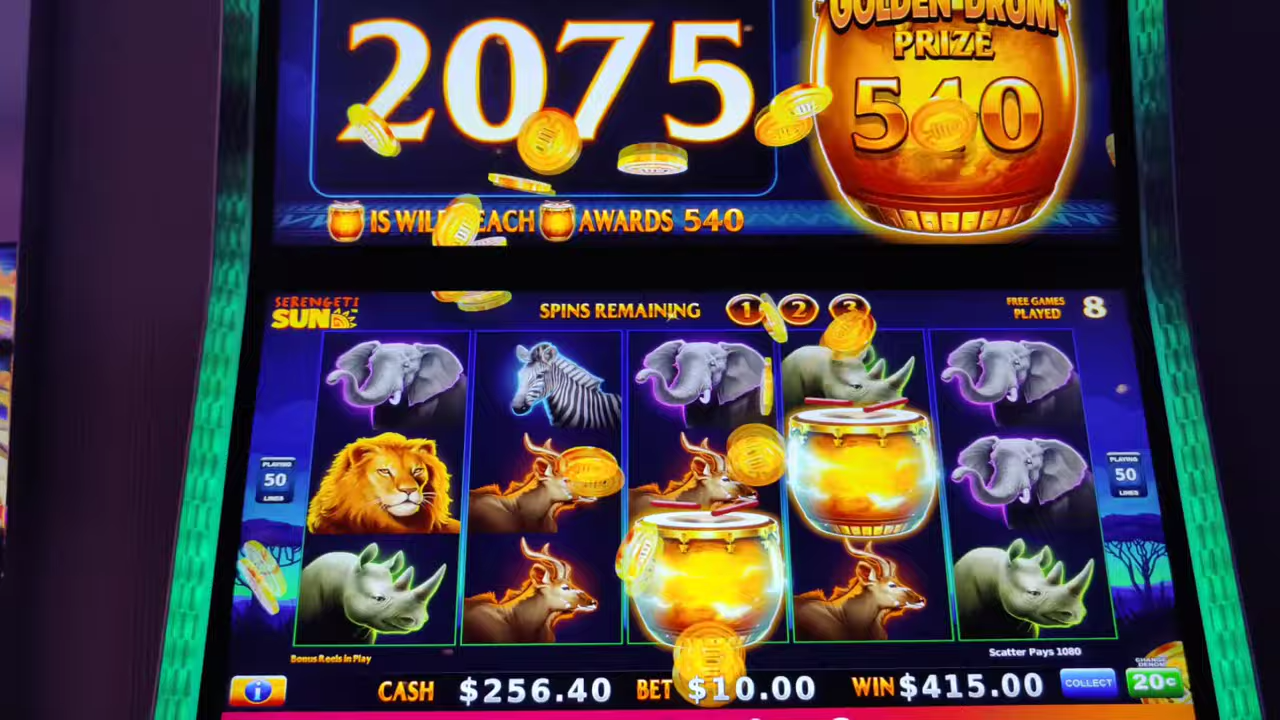 GOLDEN DRUM
PRIZE
2075
540
IS WILD EACH AWARDS 540
SERENGETI
SUN
SPINS REMAINING 1 2 3
FREE GAMES
PLAYED 8
PLAYING
50
LINES
PLAYING
50
LINES
Bonus Reels in Play
Scatter Pays 1080
CASH $256.40 BET $10.00 WIN $415.00
COLLECT
CHANGE
DENOM
20¢